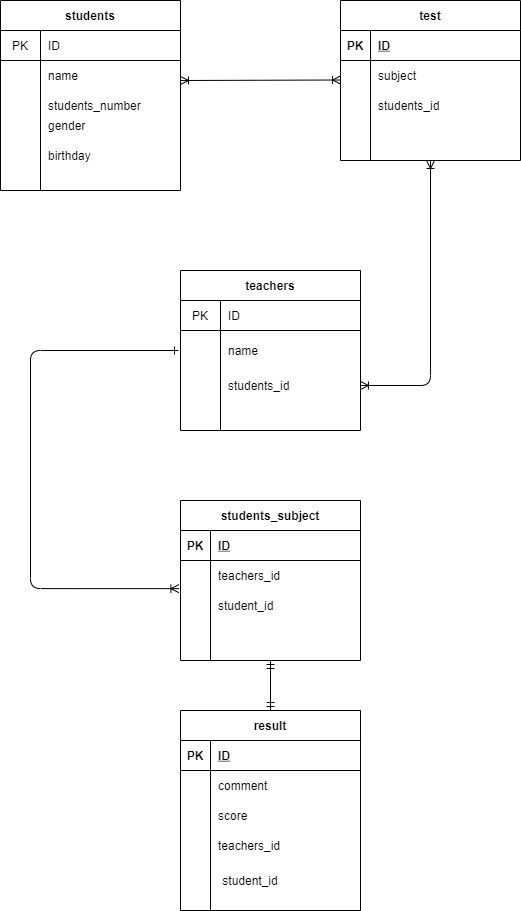 students
PK ID
name
students_number
gender
birthday
test
PK ID
subject
students_id
teachers
PK ID
name
students_id
students_subject
PK ID
teachers_id
student_id
result
PK ID
comment
score
teachers_id
student_id